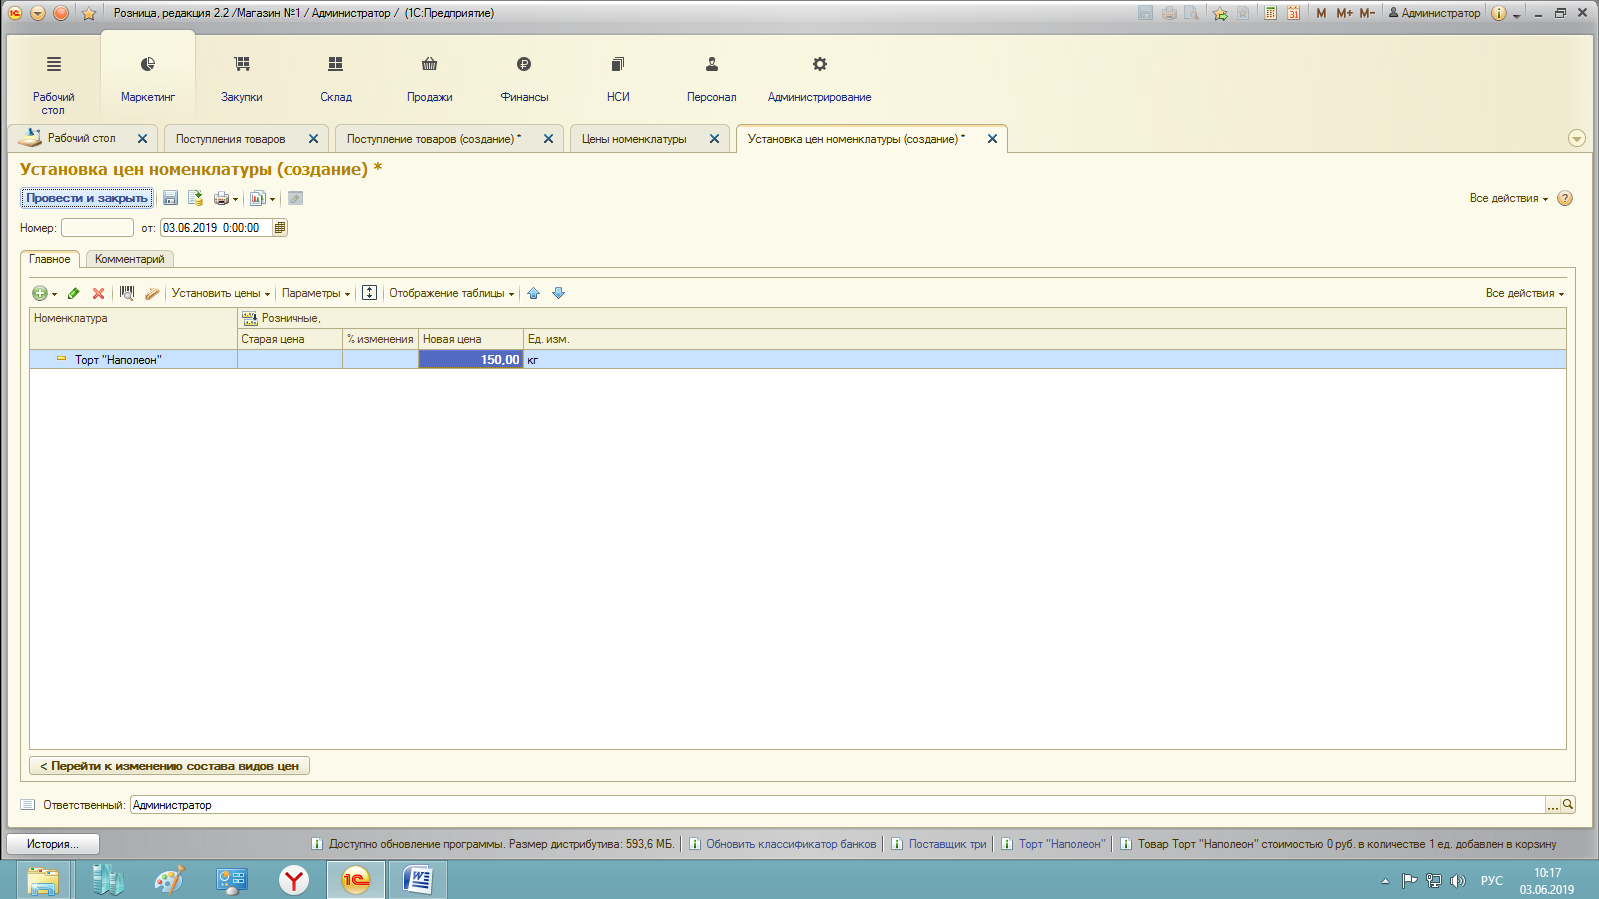 Розница, редакция 2.2 /Магазин №1 / Администратор / (1С:Предприятие)
M M+ M- Администратор
Рабочий стол
Маркетинг
Закупки
Склад
Продажи
Финансы
НСИ
Персонал
Администрирование
Рабочий стол
Поступления товаров
Поступление товаров (создание) *
Цены номенклатуры
Установка цен номенклатуры (создание) *
Установка цен номенклатуры (создание) *
Провести и закрыть
Все действия
Номер: от: 03.06.2019 0:00:00
Главное Комментарий
Установить цены Параметры Отображение таблицы Все действия
Номенклатура Розничные,
Старая цена % изменения Новая цена Ед. изм.
Торт "Наполеон" 150,00 кг
< Перейти к изменению состава видов цен
Ответственный: Администратор
История... Доступно обновление программы. Размер дистрибутива: 593,6 МБ. Обновить классификатор банков Поставщик три Торт "Наполеон" Товар Торт "Наполеон" стоимостью 0 руб. в количестве 1 ед. добавлен в корзину
РУС
10:17
03.06.2019